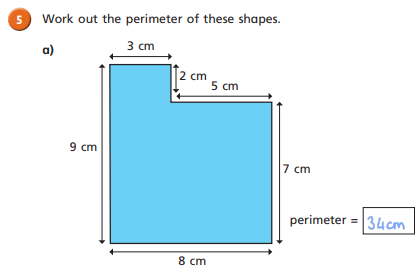 5 Work out the perimeter of these shapes.
a) 3 cm
2 cm
5 cm
9 cm
7 cm
perimeter = 34cm
8 cm